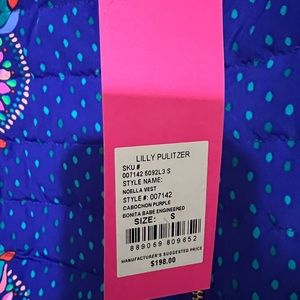 LILLY PULITZER
SKU #
007142 5092L3 S
STYLE NAME:
NOELLA VEST
STYLE #: 007142
CABOCHON PURPLE
BONITA BABE ENGINEERED
SIZE: S
889069 809652
MANUFACTURER'S SUGGESTED PRICE
$198.00